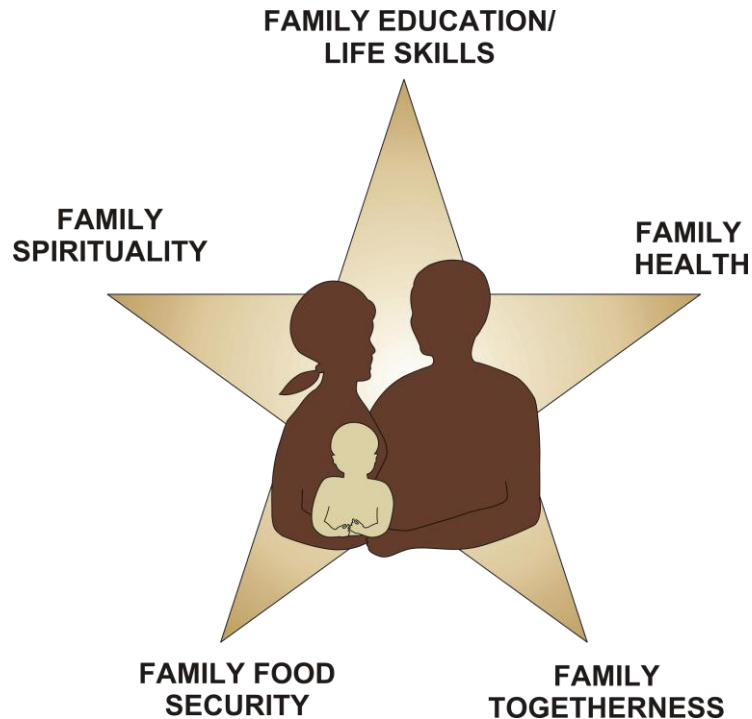 FAMILY EDUCATION/
LIFE SKILLS
FAMILY
SPIRITUALITY
FAMILY
HEALTH
FAMILY FOOD
SECURITY
FAMILY
TOGETHERNESS